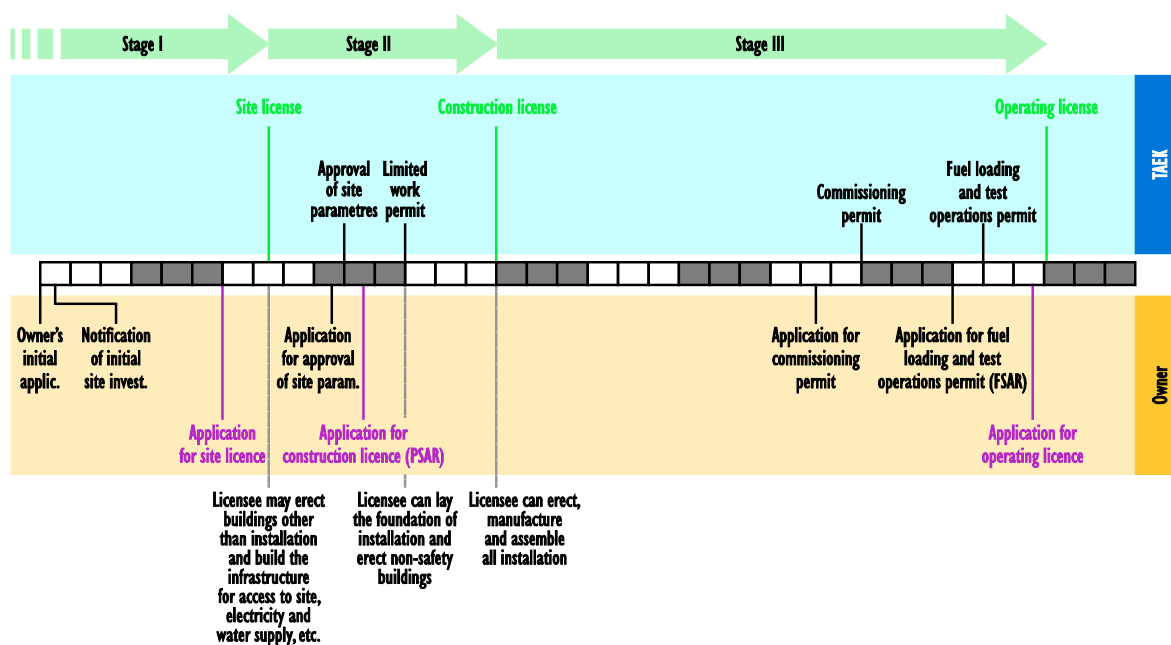 Stage I
Stage II
Stage III
Site license
Construction license
Operating license
Approval
of site
parametres
Limited
work
permit
Commissioning
permit
Fuel loading
and test
operations permit
TAEK
Owner's
initial
applic.
Notification
of initial
site invest.
Application
for approval
of site param.
Application for
commissioning
permit
Application for fuel
loading and test
operations permit (FSAR)
Owner
Application
for site licence
Application for
construction licence (PSAR)
Application for
operating licence
Licensee may erect
buildings other
than installation
and build the
infrastructure
for access to site,
electricity and
water supply, etc.
Licensee can lay
the foundation of
installation and
erect non-safety
buildings
Licensee can erect,
manufacture
and assemble
all installation